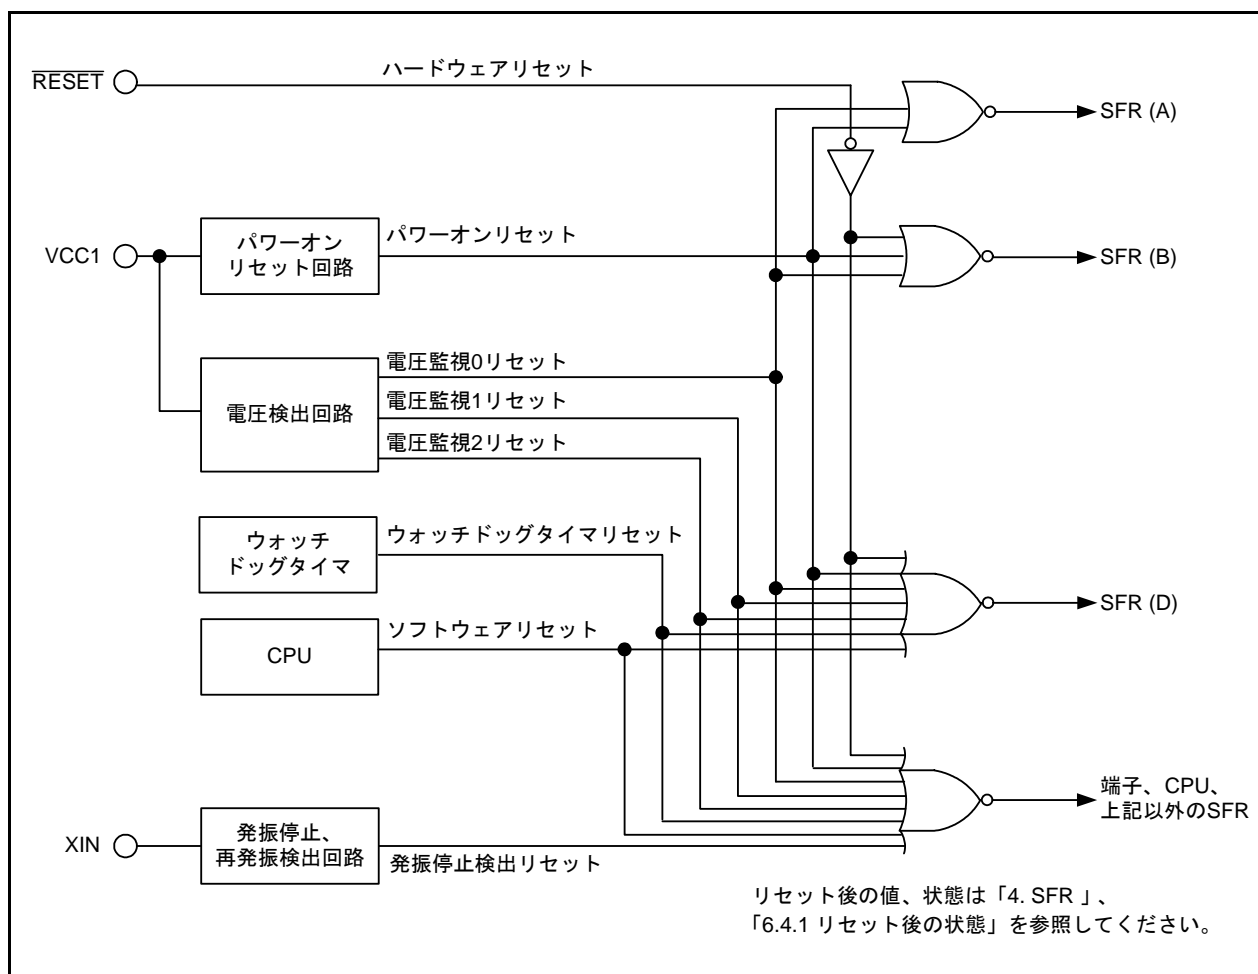 ハードウェアリセット
RESET
SFR (A)
パワーオン
リセット回路
パワーオンリセット
VCC1
SFR (B)
電圧検出回路
電圧監視0リセット
電圧監視1リセット
電圧監視2リセット
ウォッチ
ドッグタイマ
ウォッチドッグタイマリセット
SFR (D)
CPU
ソフトウェアリセット
端子、CPU、
上記以外のSFR
XIN
発振停止、
再発振検出回路
発振停止検出リセット
リセット後の値、状態は「4. SFR 」、
「6.4.1 リセット後の状態」を参照してください。